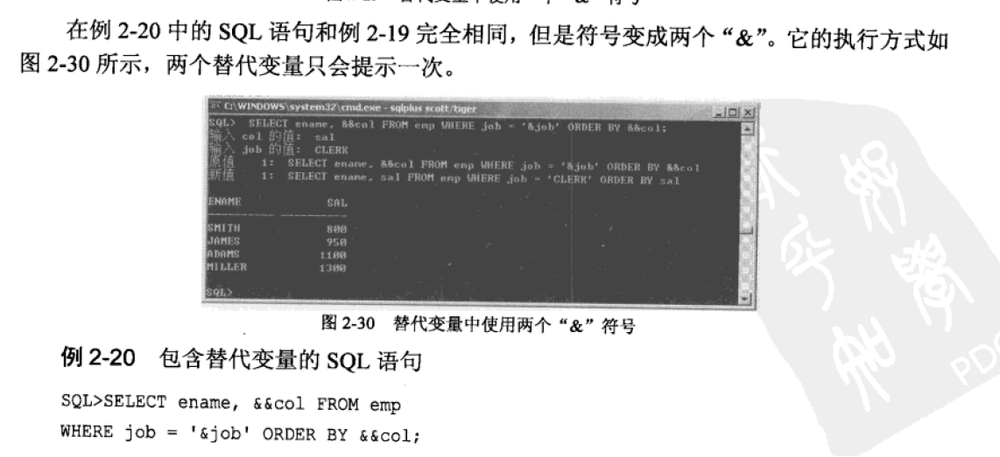 在例 2-20 中的 SQL 语句和例 2-19 完全相同，但是符号变成两个“&”。它的执行方式如
图 2-30 所示，两个替代变量只会提示一次。
C:\WINDOWS\system32\cmd.exe - sqlplus scott/tiger
SQL> SELECT ename, &&col FROM emp WHERE job = '&job' ORDER BY &&col;
输入 col 的值: sal
输入 job 的值: CLERK
原值 1: SELECT ename, &&col FROM emp WHERE job = '&job' ORDER BY &&col
新值 1: SELECT ename, sal FROM emp WHERE job = 'CLERK' ORDER BY sal
ENAME SAL
---------- ----------
SMITH 800
JAMES 950
ADAMS 1100
MILLER 1300
SQL>
图 2-30 替代变量中使用两个“&”符号
例 2-20 包含替代变量的 SQL 语句
SQL>SELECT ename, &&col FROM emp
WHERE job = '&job' ORDER BY &&col;
PDG